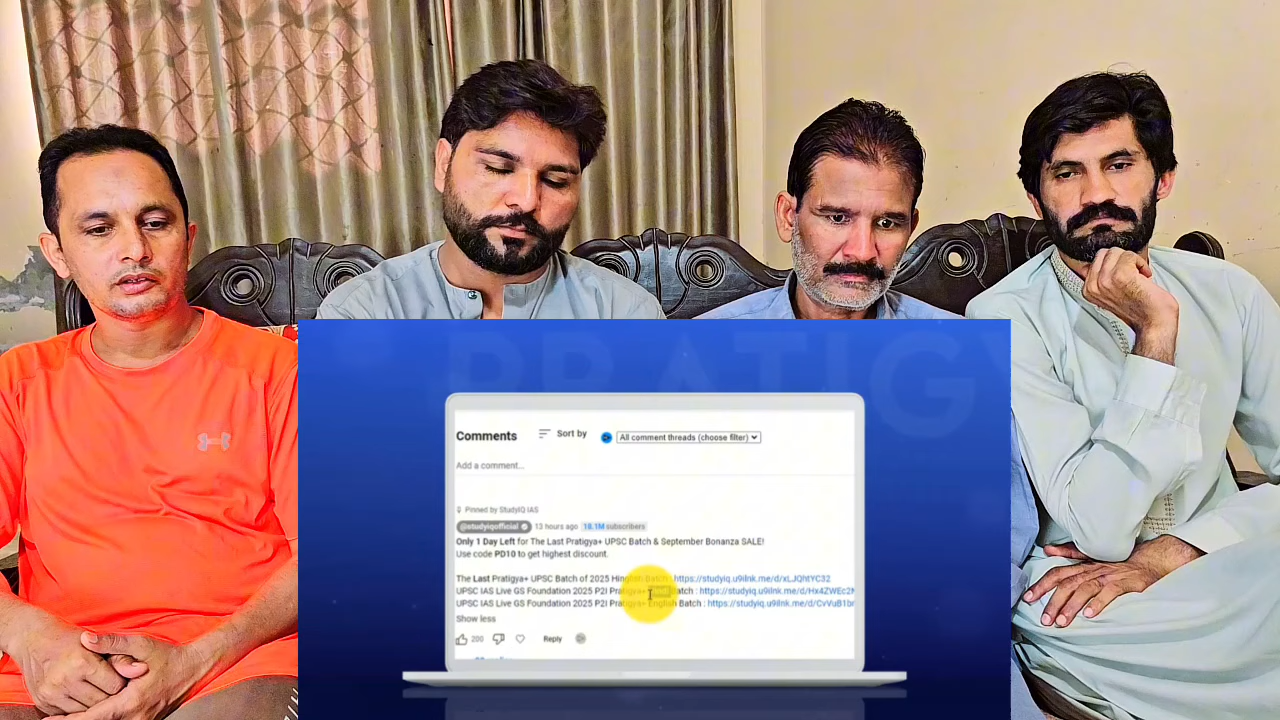 PRATIGY
Comments
Sort by
All comment threads (choose filter)
Add a comment...
Pinned by StudyIQ IAS
@studyiqofficial 13 hours ago 18.1M subscribers
Only 1 Day Left for The Last Pratigya+ UPSC Batch & September Bonanza SALE!
Use code PD10 to get highest discount.
The Last Pratigya+ UPSC Batch of 2025 Hinglish Batch : https://studyiq.u9ilnk.me/d/xLJQhtYC32
UPSC IAS Live GS Foundation 2025 P2I Pratigya+ Batch : https://studyiq.u9ilnk.me/d/Hx4ZWEc2
UPSC IAS Live GS Foundation 2025 P2I Pratigya+ English Batch : https://studyiq.u9ilnk.me/d/CvVuB1b
Show less
200 Reply